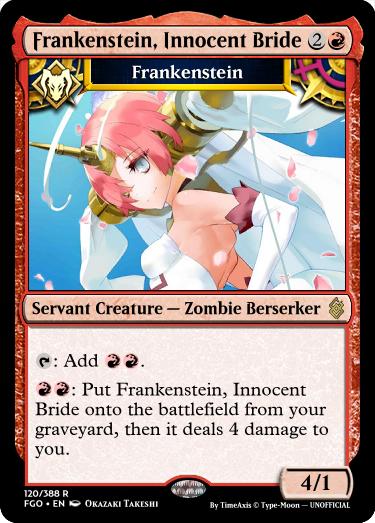 Frankenstein, Innocent Bride 2
Frankenstein
Servant Creature — Zombie Berserker
: Add .
: Put Frankenstein, Innocent
Bride onto the battlefield from your
graveyard, then it deals 4 damage to
you.
4/1
120/388 R
FGO • EN Okazaki Takeshi
By TimeAxis © Type-Moon — UNOFFICIAL